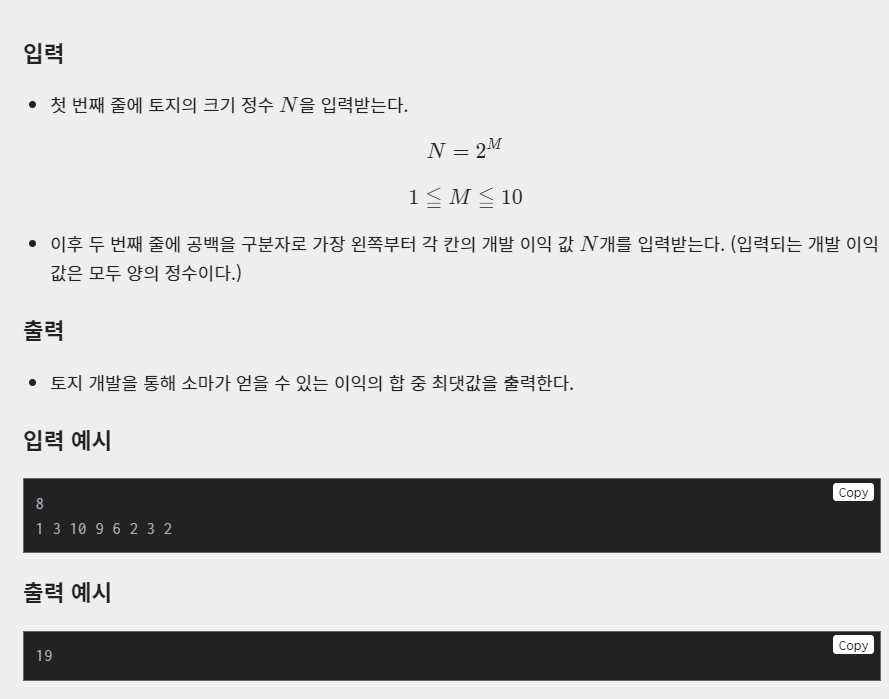 입력
• 첫 번째 줄에 토지의 크기 정수 N을 입력받는다.
N = 2^M
1 ≦ M ≦ 10
• 이후 두 번째 줄에 공백을 구분자로 가장 왼쪽부터 각 칸의 개발 이익 값 N개를 입력받는다. (입력되는 개발 이익
값은 모두 양의 정수이다.)
출력
• 토지 개발을 통해 소마가 얻을 수 있는 이익의 합 중 최댓값을 출력한다.
입력 예시
Copy
8
1 3 10 9 6 2 3 2
출력 예시
Copy
19